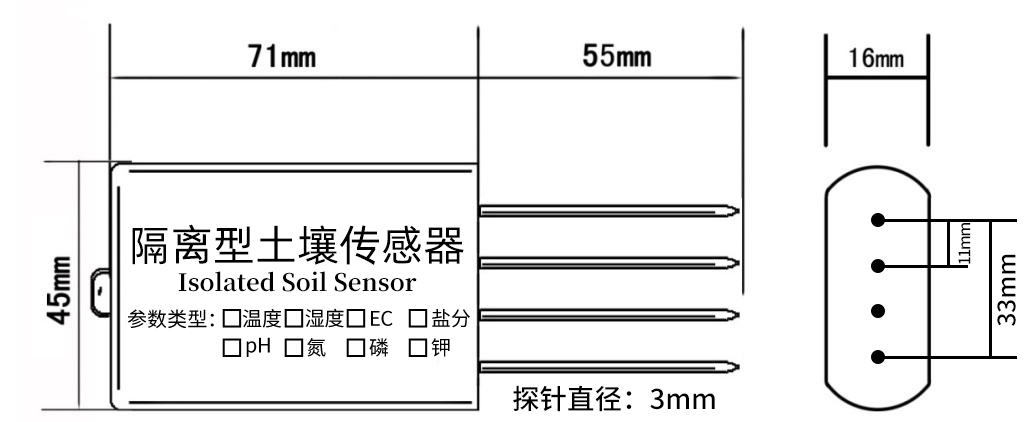 71mm
55mm
16mm
45mm
隔离型土壤传感器
Isolated Soil Sensor
参数类型：□温度□湿度□EC □盐分
□pH □氮 □磷 □钾
探针直径：3mm
11mm
33mm